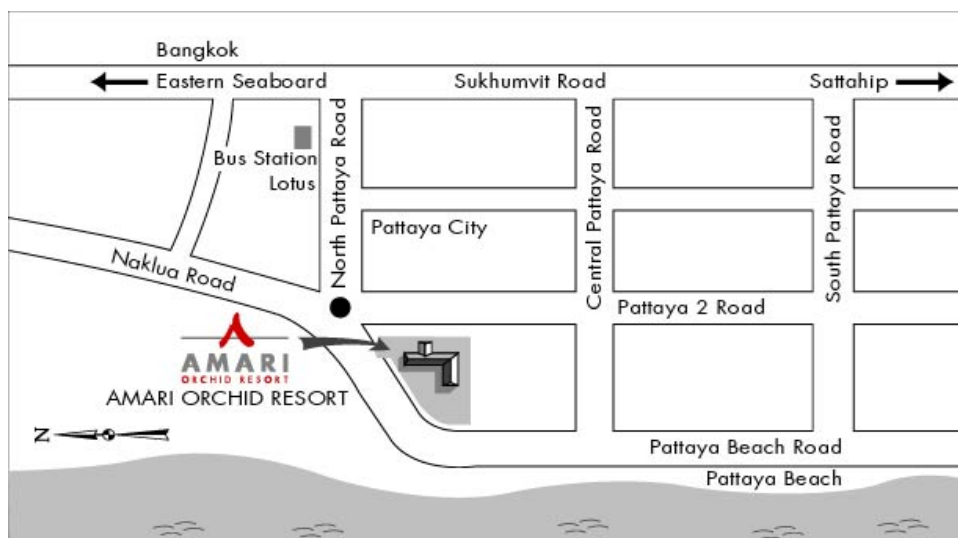 Bangkok
Eastern Seaboard
Sukhumvit Road
Sattahip
Bus Station
Lotus
North Pattaya Road
Central Pattaya Road
South Pattaya Road
Pattaya City
Naklua Road
Pattaya 2 Road
AMARI
ORCHID RESORT
AMARI ORCHID RESORT
N
Pattaya Beach Road
Pattaya Beach